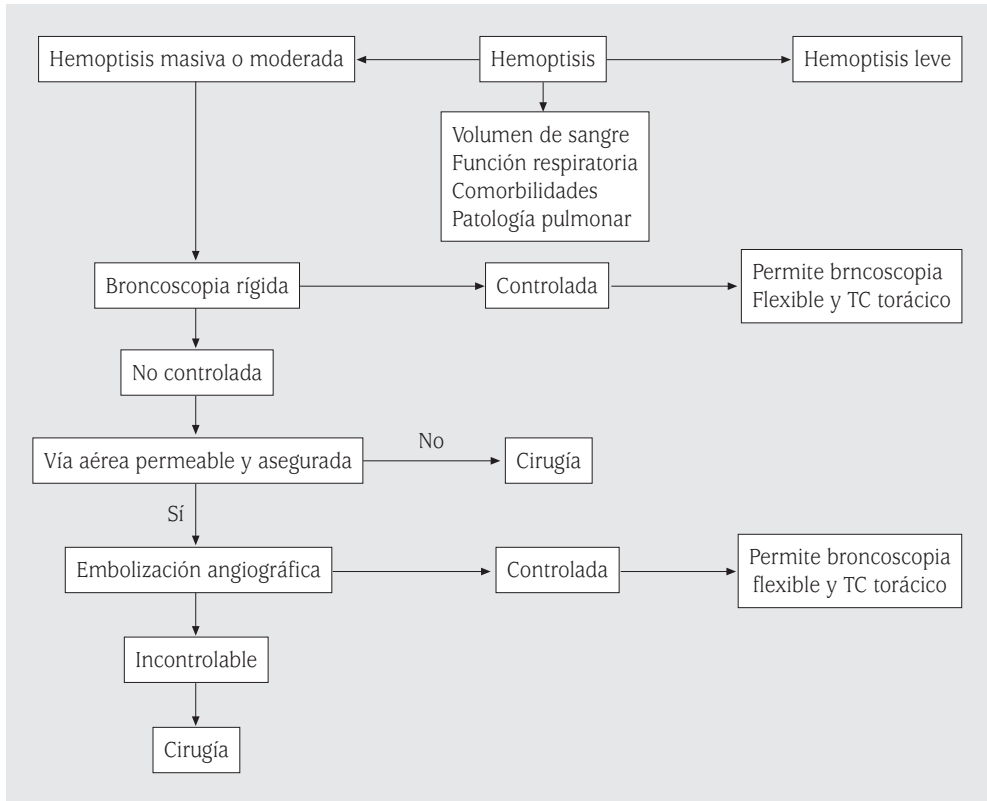 Hemoptisis masiva o moderada
Hemoptisis
Hemoptisis leve
Volumen de sangre
Función respiratoria
Comorbilidades
Patología pulmonar
Broncoscopia rígida
Controlada
Permite brncoscopia
Flexible y TC torácico
No controlada
Vía aérea permeable y asegurada
No
Cirugía
Sí
Embolización angiográfica
Controlada
Permite broncoscopia
flexible y TC torácico
Incontrolable
Cirugía